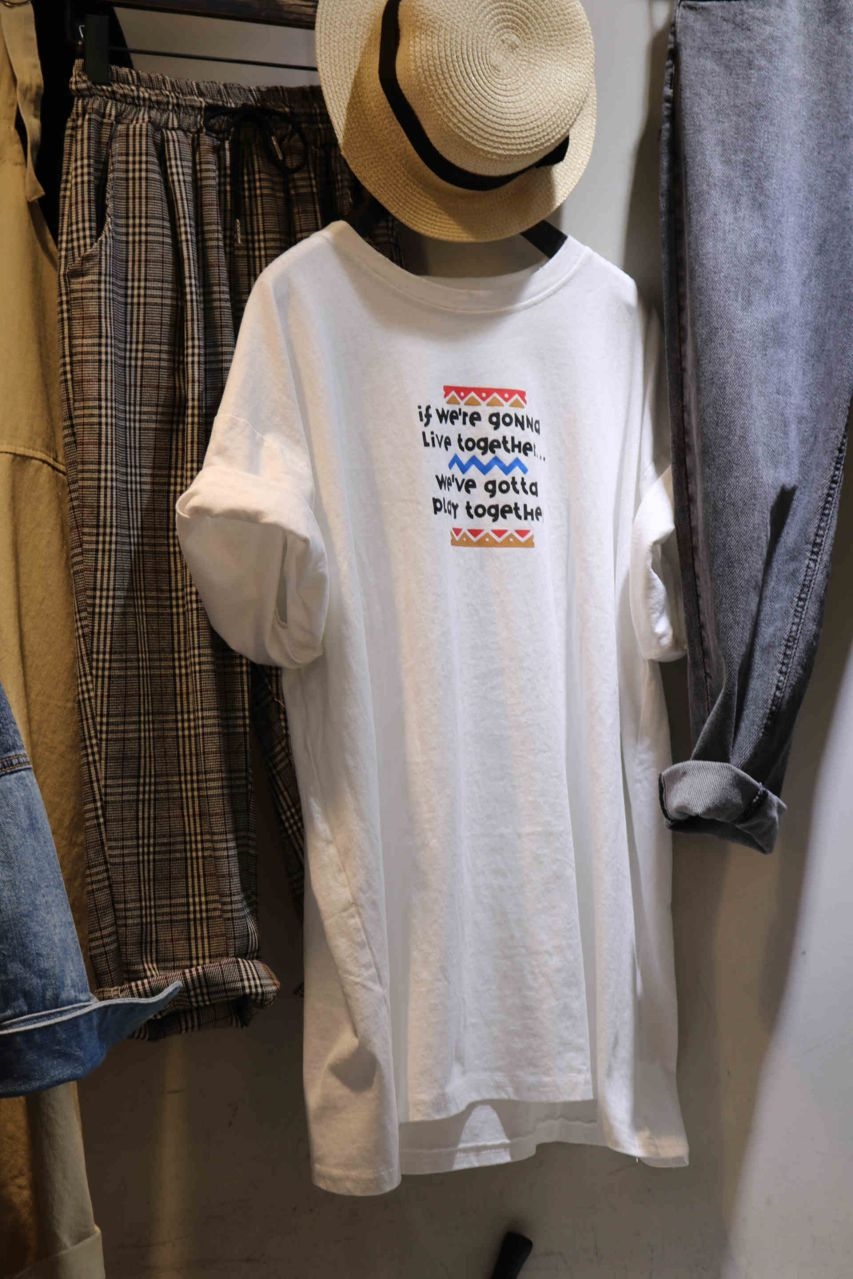 if we're gonna
Live together...
we've gotta
play togethe